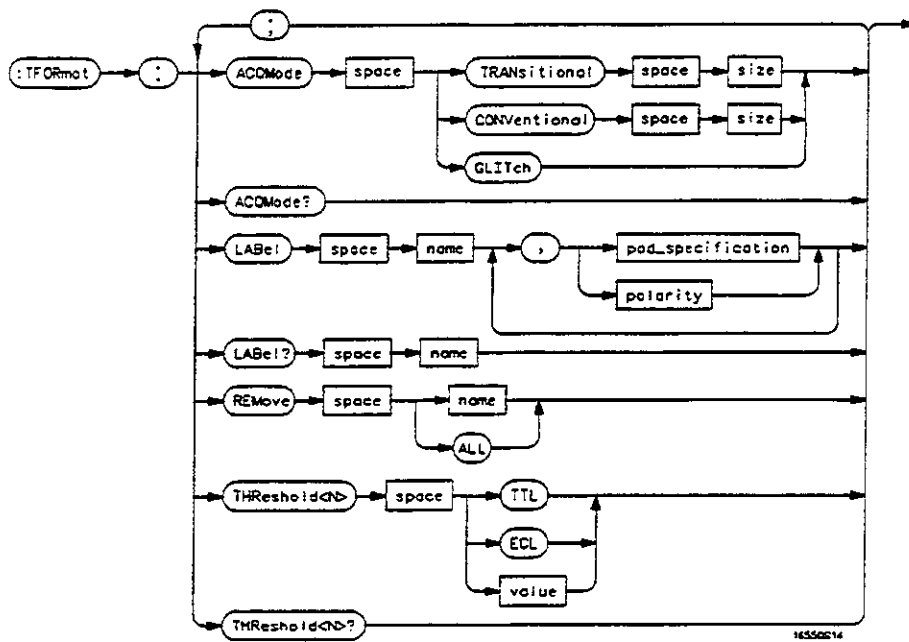 ;
:TFORmat : ACQMode space TRANsitional space size
CONVentional space size
GLITch
ACQMode?
LABel space name , pod_specification
polarity
LABel? space name
REMove space name
ALL
THReshold<N> space TTL
ECL
value
THReshold<N>?